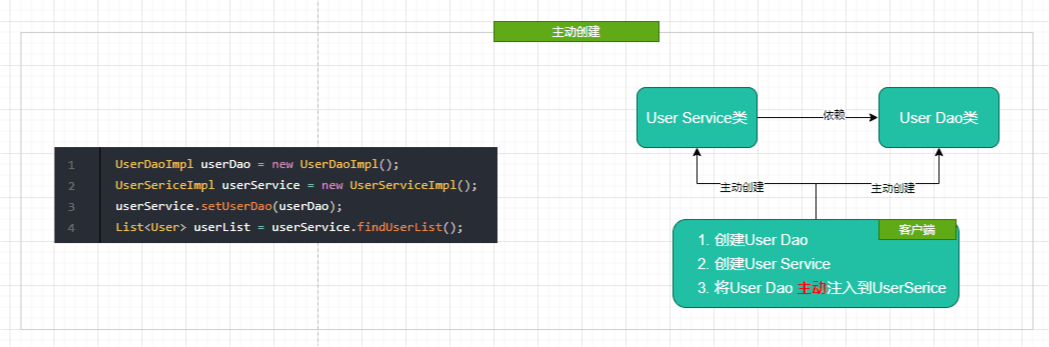 主动创建
1 UserDaoImpl userDao = new UserDaoImpl();
2 UserSericeImpl userService = new UserServiceImpl();
3 userService.setUserDao(userDao);
4 List<User> userList = userService.findUserList();
User Service类
依赖
User Dao类
主动创建
主动创建
客户端
1. 创建User Dao
2. 创建User Service
3. 将User Dao 主动注入到UserSerice